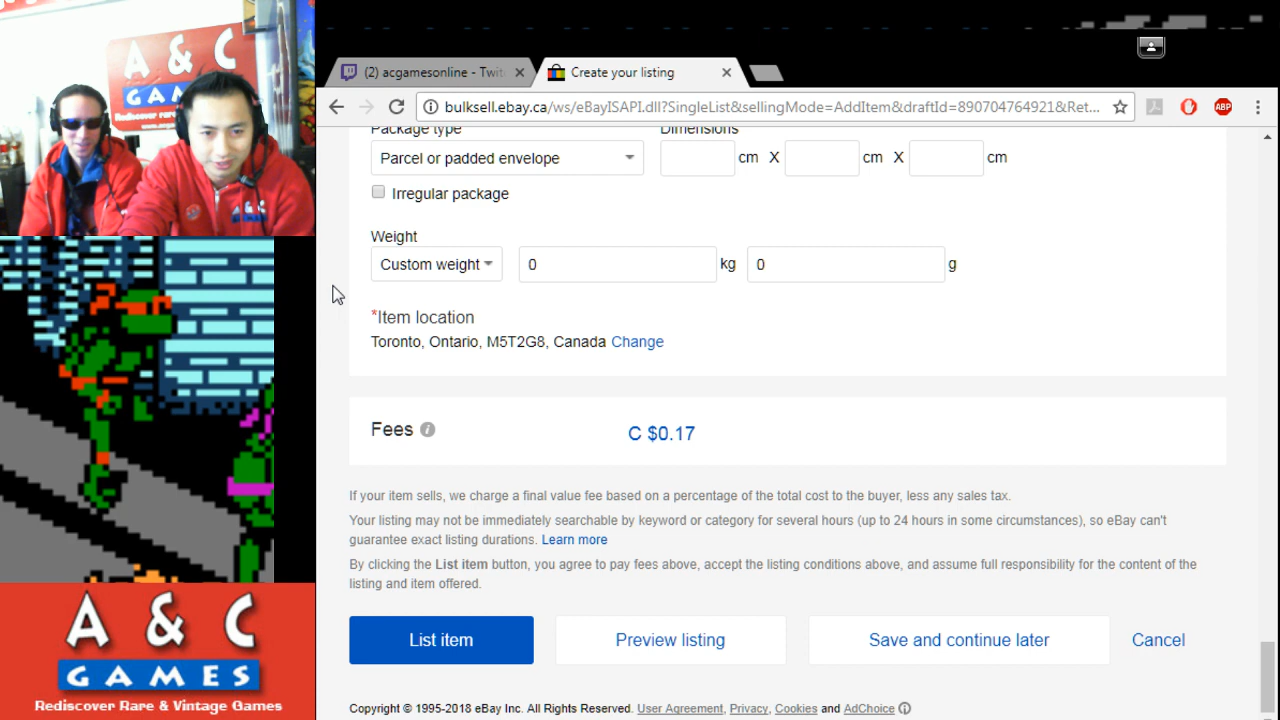 A & C
GAMES
Rediscover rare
A & C
GAMES
Rediscover Rare & Vintage Games
(2) acgamesonline - Twit
Create your listing
bulksell.ebay.ca/ws/eBayISAPI.dll?SingleList&sellingMode=AddItem&draftId=890704764921&Ret...
ABP
Package type
Dimensions
Parcel or padded envelope
cm X cm X cm
Irregular package
Weight
Custom weight 0 kg 0 g
*Item location
Toronto, Ontario, M5T2G8, Canada Change
Fees C $0.17
If your item sells, we charge a final value fee based on a percentage of the total cost to the buyer, less any sales tax.
Your listing may not be immediately searchable by keyword or category for several hours (up to 24 hours in some circumstances), so eBay can't
guarantee exact listing durations. Learn more
By clicking the List item button, you agree to pay fees above, accept the listing conditions above, and assume full responsibility for the content of the
listing and item offered.
List item Preview listing Save and continue later Cancel
Copyright © 1995-2018 eBay Inc. All Rights Reserved. User Agreement, Privacy, Cookies and AdChoice